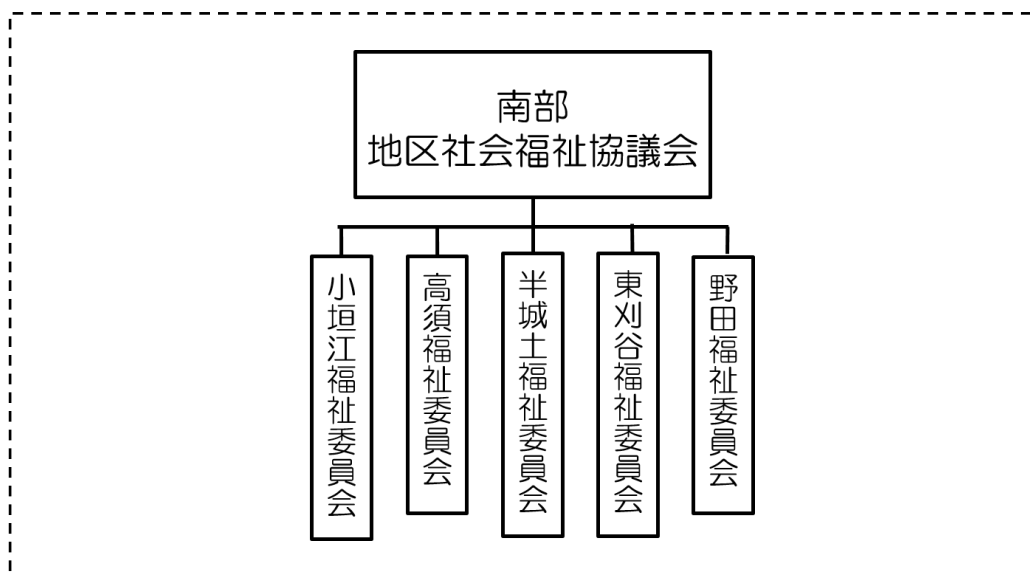 南部
地区社会福祉協議会
小垣江福祉委員会
高須福祉委員会
半城土福祉委員会
東刈谷福祉委員会
野田福祉委員会